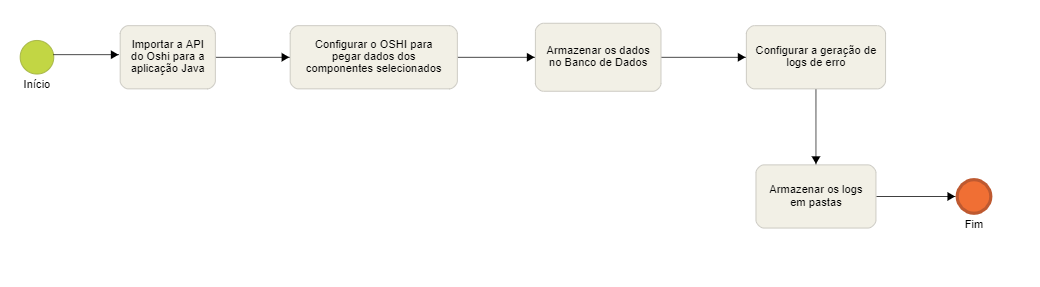 Início
Importar a API
do Oshi para a
aplicação Java
Configurar o OSHI para
pegar dados dos
componentes selecionados
Armazenar os dados
no Banco de Dados
Configurar a geração de
logs de erro
Armazenar os logs
em pastas
Fim